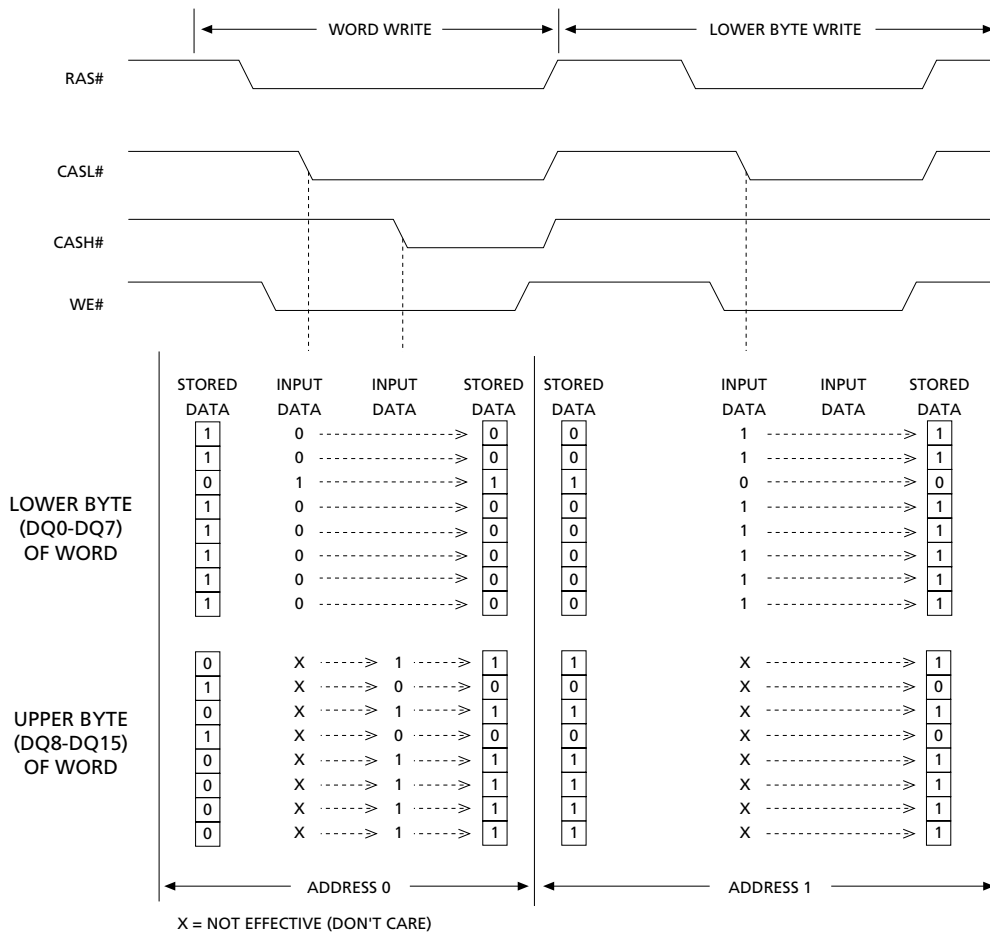 WORD WRITE LOWER BYTE WRITE
RAS#
CASL#
CASH#
WE#
STORED INPUT INPUT STORED STORED INPUT INPUT STORED
DATA DATA DATA DATA DATA DATA DATA DATA
1 0 0 0 1 1
1 0 0 0 1 1
0 1 1 1 0 0
1 0 0 0 1 1
1 0 0 0 1 1
1 0 0 0 1 1
1 0 0 0 1 1
1 0 0 0 1 1
LOWER BYTE
(DQ0-DQ7)
OF WORD
0 X 1 1 1 X 1
1 X 0 0 0 X 0
0 X 1 1 1 X 1
1 X 0 0 0 X 0
0 X 1 1 1 X 1
0 X 1 1 1 X 1
0 X 1 1 1 X 1
0 X 1 1 1 X 1
UPPER BYTE
(DQ8-DQ15)
OF WORD
ADDRESS 0 ADDRESS 1
X = NOT EFFECTIVE (DON'T CARE)